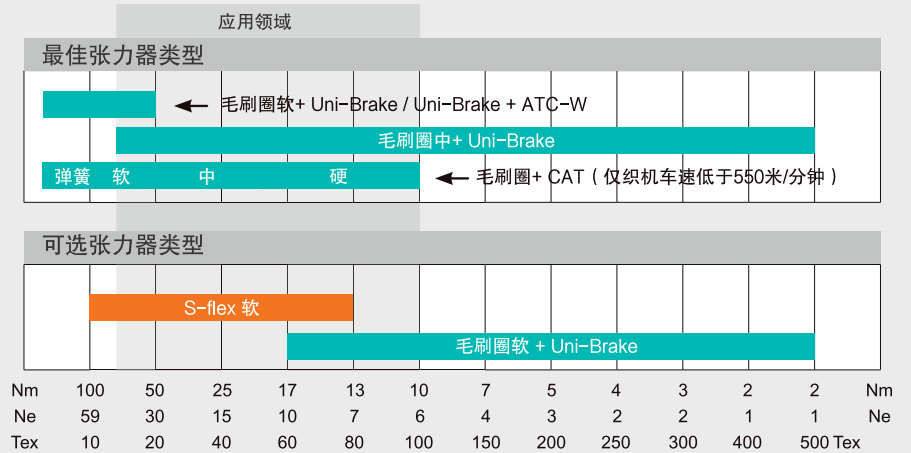 应用领域
最佳张力器类型
毛刷圈软+ Uni-Brake / Uni-Brake + ATC-W
毛刷圈中+ Uni-Brake
弹簧 软 中 硬
毛刷圈+ CAT（仅织机车速低于550米/分钟）
可选张力器类型
S-flex 软
毛刷圈软 + Uni-Brake
Nm 100 50 25 17 13 10 7 5 4 3 2 2 Nm
Ne 59 30 15 10 7 6 4 3 2 2 1 1 Ne
Tex 10 20 40 60 80 100 150 200 250 300 400 500 Tex